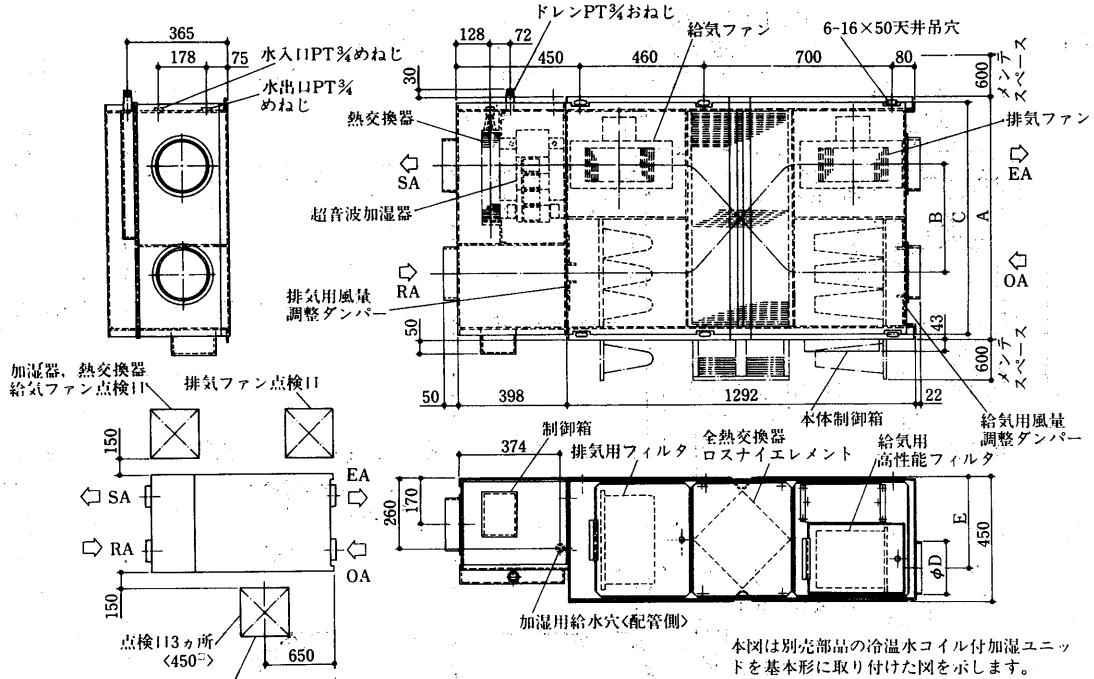 365
178
75
水入口PT¾めねじ
水出口PT¾
めねじ
ドレンPT¾おねじ
128
72
30
450
給気ファン
460
6-16×50天井吊穴
700
80
600
メンテ
スペース
熱交換器
排気ファン
SA
EA
超音波加湿器
B
C
A
RA
OA
排気用風量
調整ダンパー
50
43
600
メンテ
スペース
50
398
1292
22
本体制御箱
給気用風量
調整ダンパー
加湿器、熱交換器
給気ファン点検口
排気ファン点検口
150
SA
EA
RA
OA
150
点検口3ヵ所
〈450□〉
650
制御箱
374
排気用フィルタ
全熱交換器
ロスナイエレメント
給気用
高性能フィルタ
260
170
E
450
φD
加湿用給水穴〈配管側〉
本図は別売部品の冷温水コイル付加湿ユニッ
トを基本形に取り付けた図を示します。